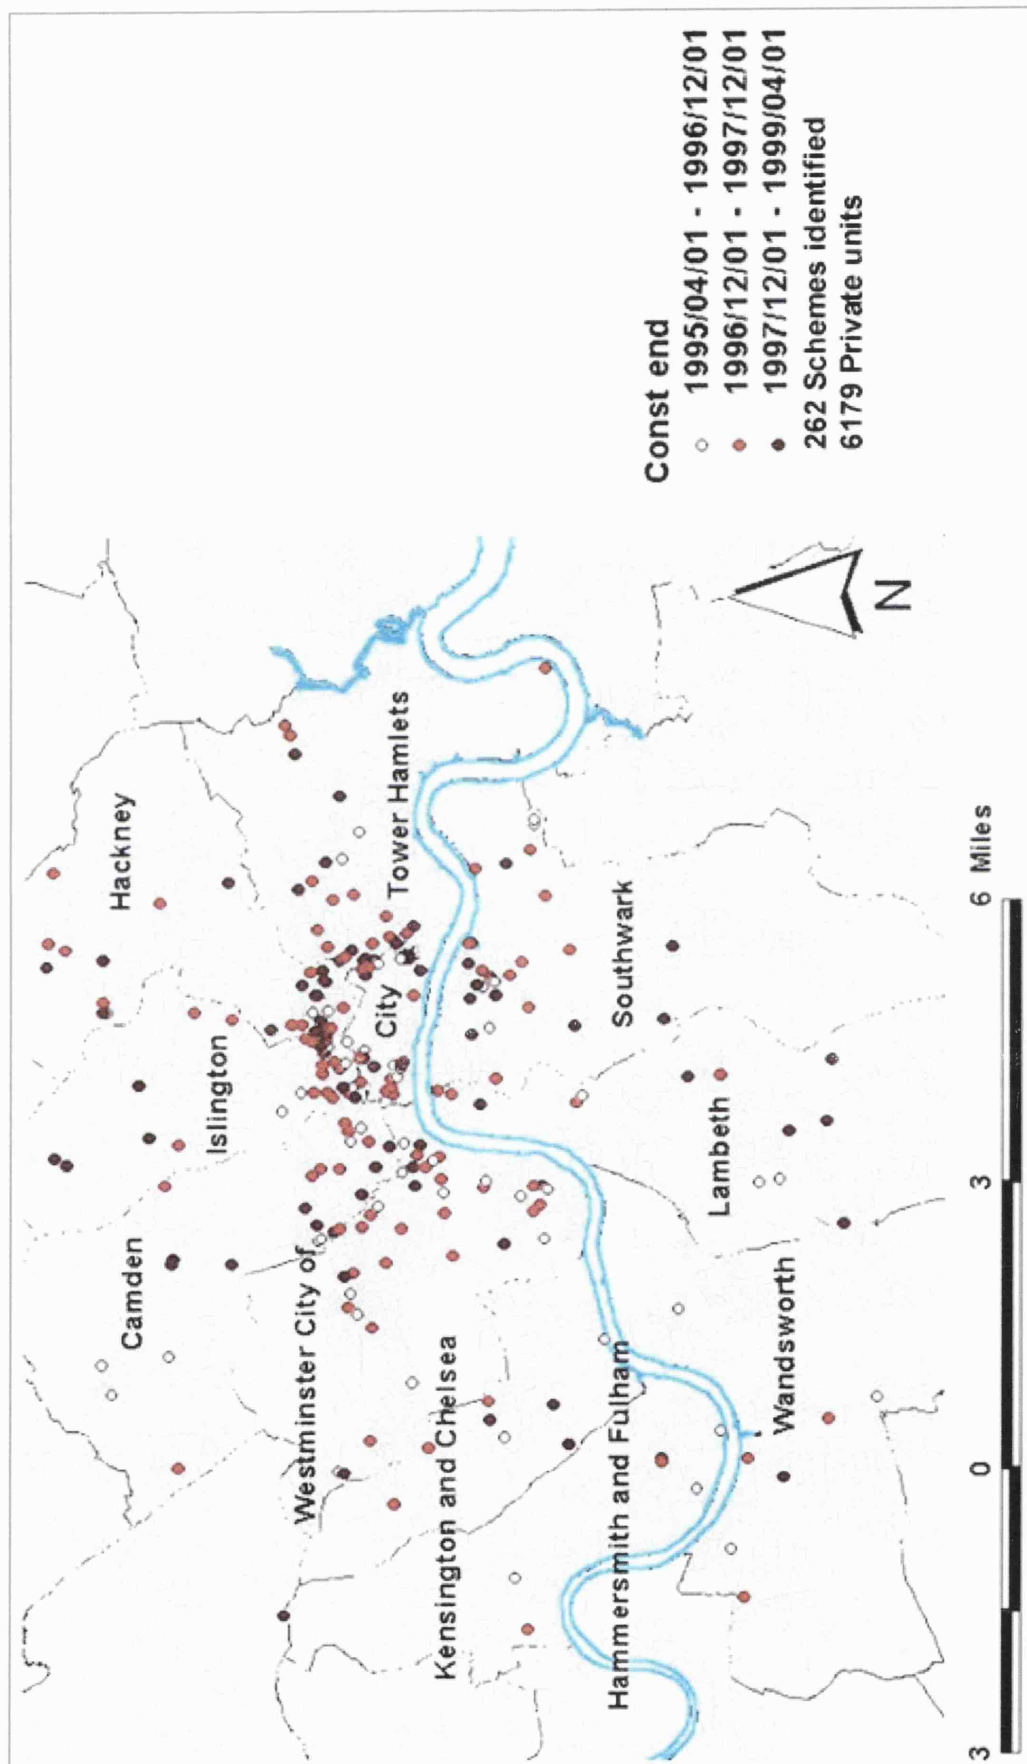 Hackney
Camden
Islington
Westminster City of
Tower Hamlets
City
Kensington and Chelsea
Southwark
Hammersmith and Fulham
Lambeth
Wandsworth
N
Const end
1995/04/01 - 1996/12/01
1996/12/01 - 1997/12/01
1997/12/01 - 1999/04/01
262 Schemes identified
6179 Private units
3 0 3 6 Miles